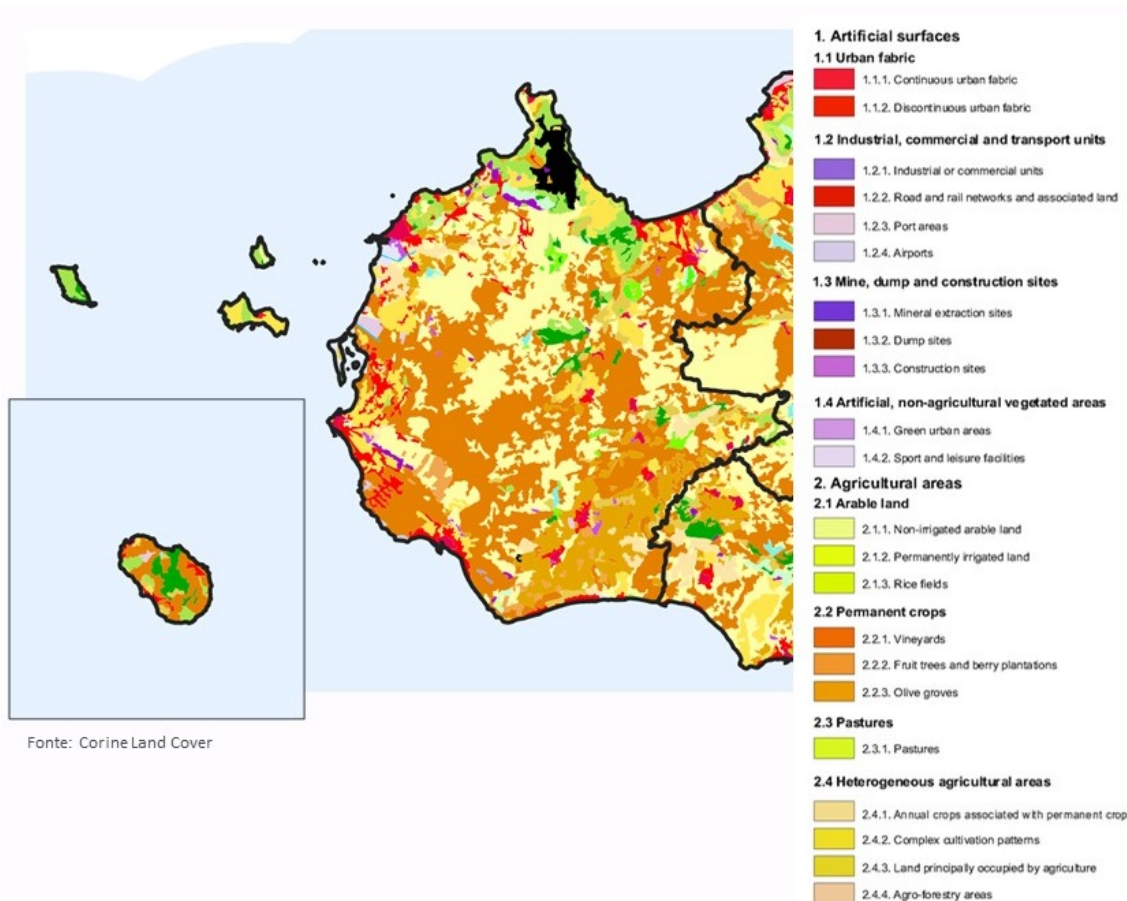 1. Artificial surfaces
1.1 Urban fabric
1.1.1. Continuous urban fabric
1.1.2. Discontinuous urban fabric
1.2 Industrial, commercial and transport units
1.2.1. Industrial or commercial units
1.2.2. Road and rail networks and associated land
1.2.3. Port areas
1.2.4. Airports
1.3 Mine, dump and construction sites
1.3.1. Mineral extraction sites
1.3.2. Dump sites
1.3.3. Construction sites
1.4 Artificial, non-agricultural vegetated areas
1.4.1. Green urban areas
1.4.2. Sport and leisure facilities
2. Agricultural areas
2.1 Arable land
2.1.1. Non-irrigated arable land
2.1.2. Permanently irrigated land
2.1.3. Rice fields
2.2 Permanent crops
2.2.1. Vineyards
2.2.2. Fruit trees and berry plantations
2.2.3. Olive groves
2.3 Pastures
2.3.1. Pastures
2.4 Heterogeneous agricultural areas
2.4.1. Annual crops associated with permanent crop
2.4.2. Complex cultivation patterns
2.4.3. Land principally occupied by agriculture
2.4.4. Agro-forestry areas
Fonte: Corine Land Cover